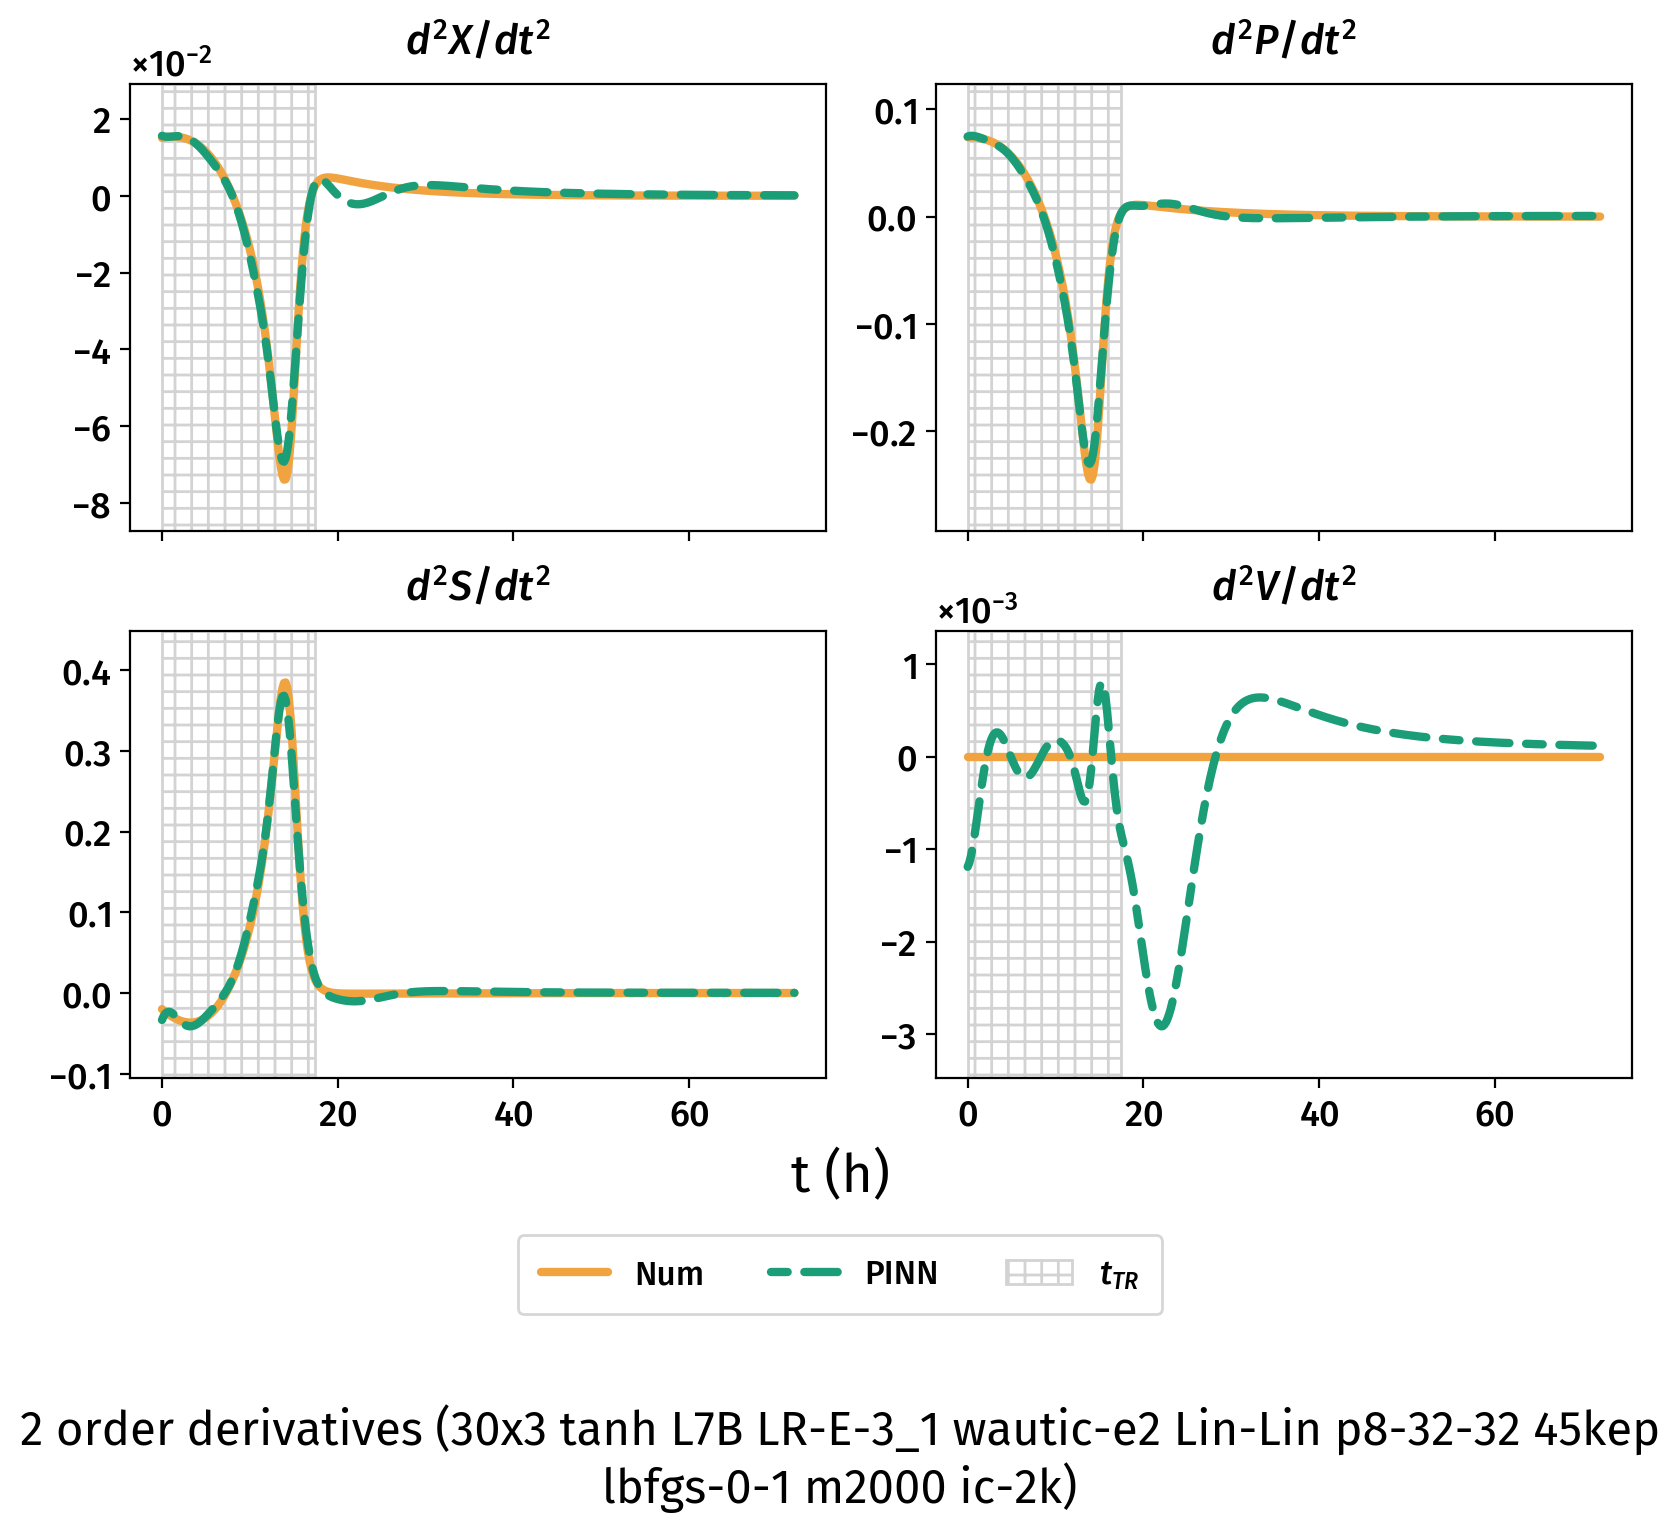 d²X/dt²
×10⁻²
2
0
−2
−4
−6
−8
d²P/dt²
0.1
0.0
−0.1
−0.2
d²S/dt²
0.4
0.3
0.2
0.1
0.0
−0.1
0 20 40 60
d²V/dt²
×10⁻³
1
0
−1
−2
−3
0 20 40 60
t (h)
Num PINN t_TR
2 order derivatives (30x3 tanh L7B LR-E-3_1 wautic-e2 Lin-Lin p8-32-32 45kep
lbfgs-0-1 m2000 ic-2k)